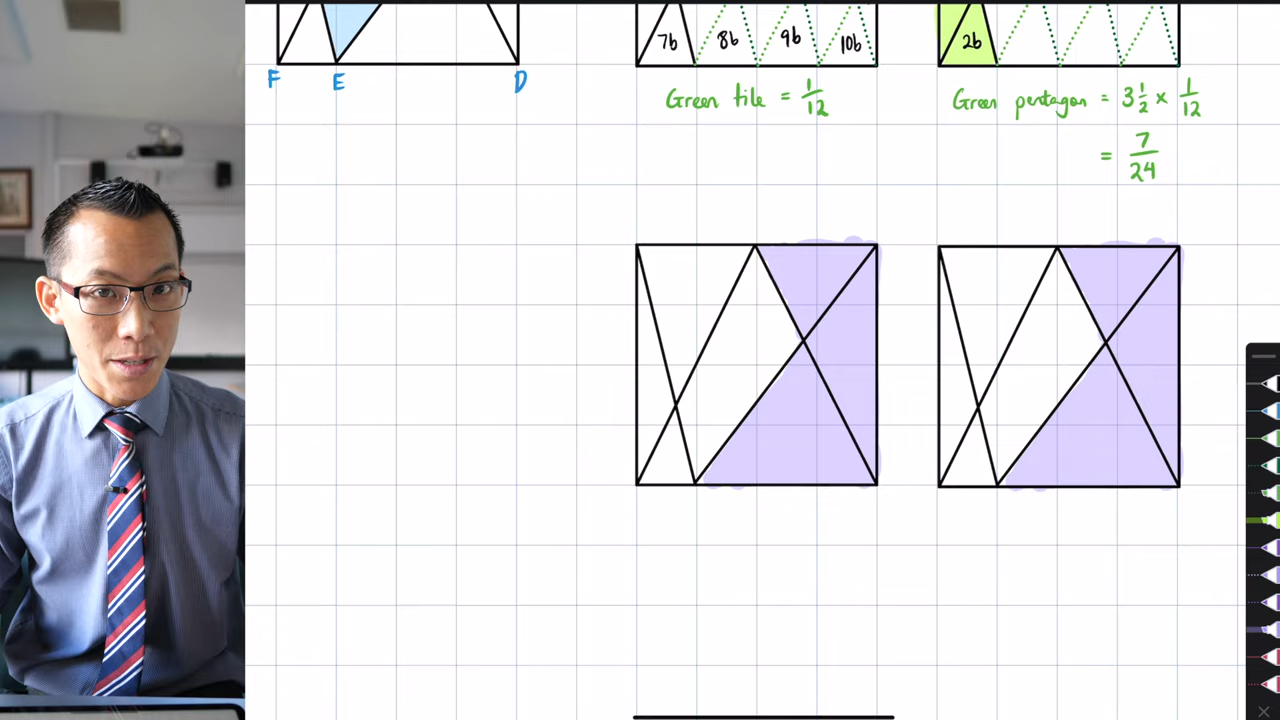 7b 8b 9b 10b
2b
F E D
Green tile = 1/12
Green pentagon = 3 1/2 × 1/12
= 7/24